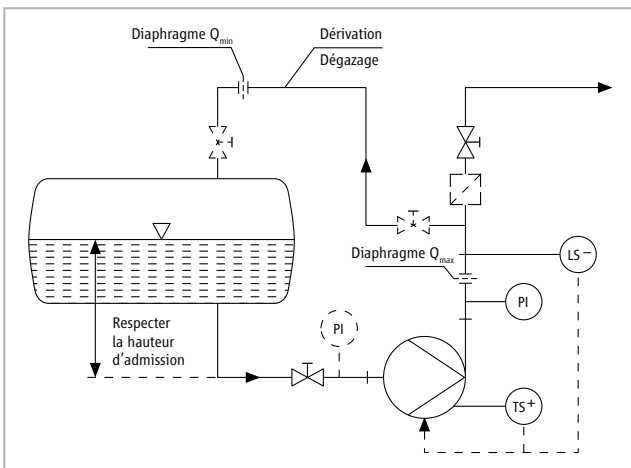 Diaphragme Qmin
Dérivation
Dégazage
Diaphragme Qmax
LS−
PI
Respecter
la hauteur
d'admission
PI
TS+